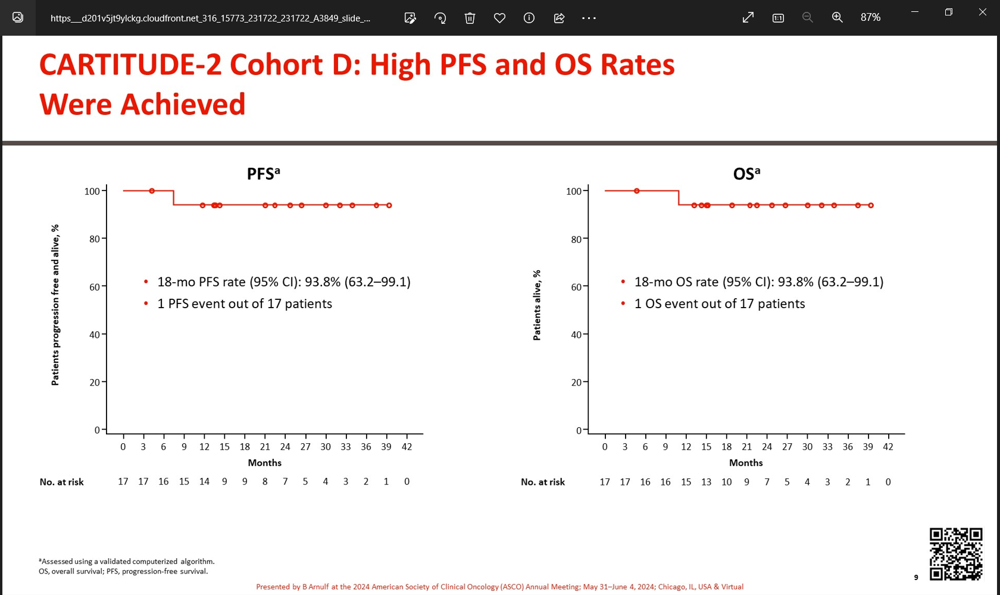 https___d201v5jt9ylckg.cloudfront.net_316_15773_231722_231722_A3849_slide_...
1:1
87%
CARTITUDE-2 Cohort D: High PFS and OS Rates
Were Achieved
PFSᵃ
Patients progression free and alive, %
100
80
60
40
20
0
• 18-mo PFS rate (95% CI): 93.8% (63.2–99.1)
• 1 PFS event out of 17 patients
0 3 6 9 12 15 18 21 24 27 30 33 36 39 42
Months
No. at risk 17 17 16 15 14 9 9 8 7 5 4 3 2 1 0
OSᵃ
Patients alive, %
100
80
60
40
20
0
• 18-mo OS rate (95% CI): 93.8% (63.2–99.1)
• 1 OS event out of 17 patients
0 3 6 9 12 15 18 21 24 27 30 33 36 39 42
Months
No. at risk 17 17 16 16 15 13 10 9 7 5 4 3 2 1 0
ᵃAssessed using a validated computerized algorithm.
OS, overall survival; PFS, progression-free survival.
9
Presented by B Arnulf at the 2024 American Society of Clinical Oncology (ASCO) Annual Meeting; May 31–June 4, 2024; Chicago, IL, USA & Virtual